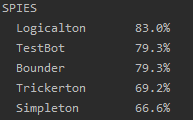 SPIES
Logicalton 83.0%
TestBot 79.3%
Bounder 79.3%
Trickerton 69.2%
Simpleton 66.6%